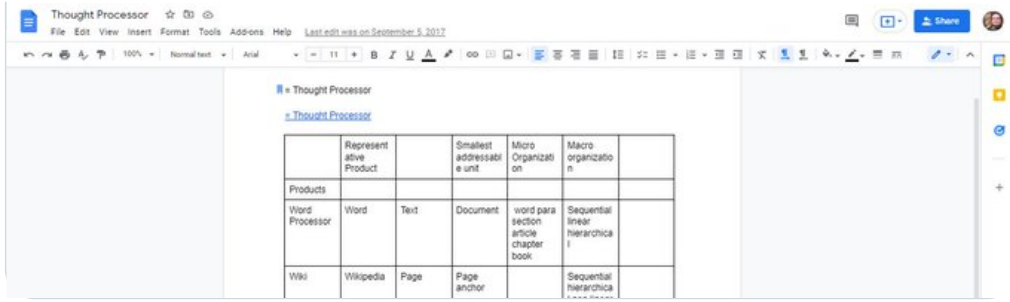 Thought Processor
File Edit View Insert Format Tools Add-ons Help Last edit was on September 5, 2017
Share
100% Normal text Arial 11 B I U A
= Thought Processor
= Thought Processor
Represent
ative
Product
Smallest
addressabl
e unit
Micro
Organizati
on
Macro
organizatio
n
Products
Word
Processor
Word
Text
Document
word para
section
article
chapter
book
Sequential
linear
hierarchica
l
Wiki
Wikipedia
Page
Page
anchor
Sequential
hierarchica